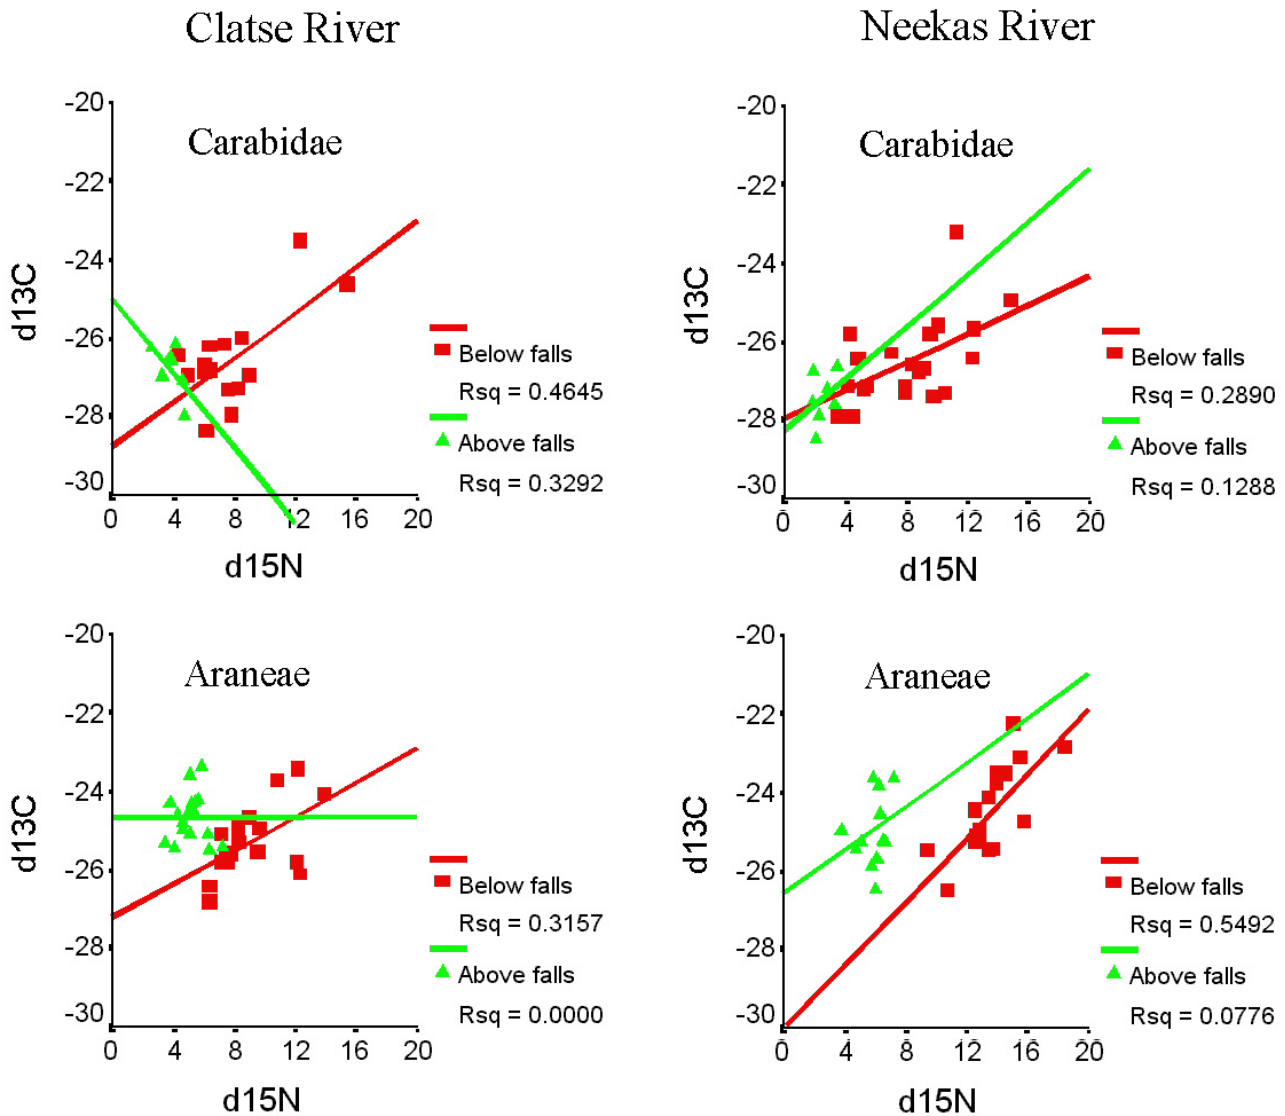 Clatse River
Neekas River
Carabidae
d13C
-20
-22
-24
-26
-28
-30
0 4 8 12 16 20
d15N
Below falls
Rsq = 0.4645
Above falls
Rsq = 0.3292
Carabidae
d13C
-20
-22
-24
-26
-28
-30
0 4 8 12 16 20
d15N
Below falls
Rsq = 0.2890
Above falls
Rsq = 0.1288
Araneae
d13C
-20
-22
-24
-26
-28
-30
0 4 8 12 16 20
d15N
Below falls
Rsq = 0.3157
Above falls
Rsq = 0.0000
Araneae
d13C
-20
-22
-24
-26
-28
-30
0 4 8 12 16 20
d15N
Below falls
Rsq = 0.5492
Above falls
Rsq = 0.0776